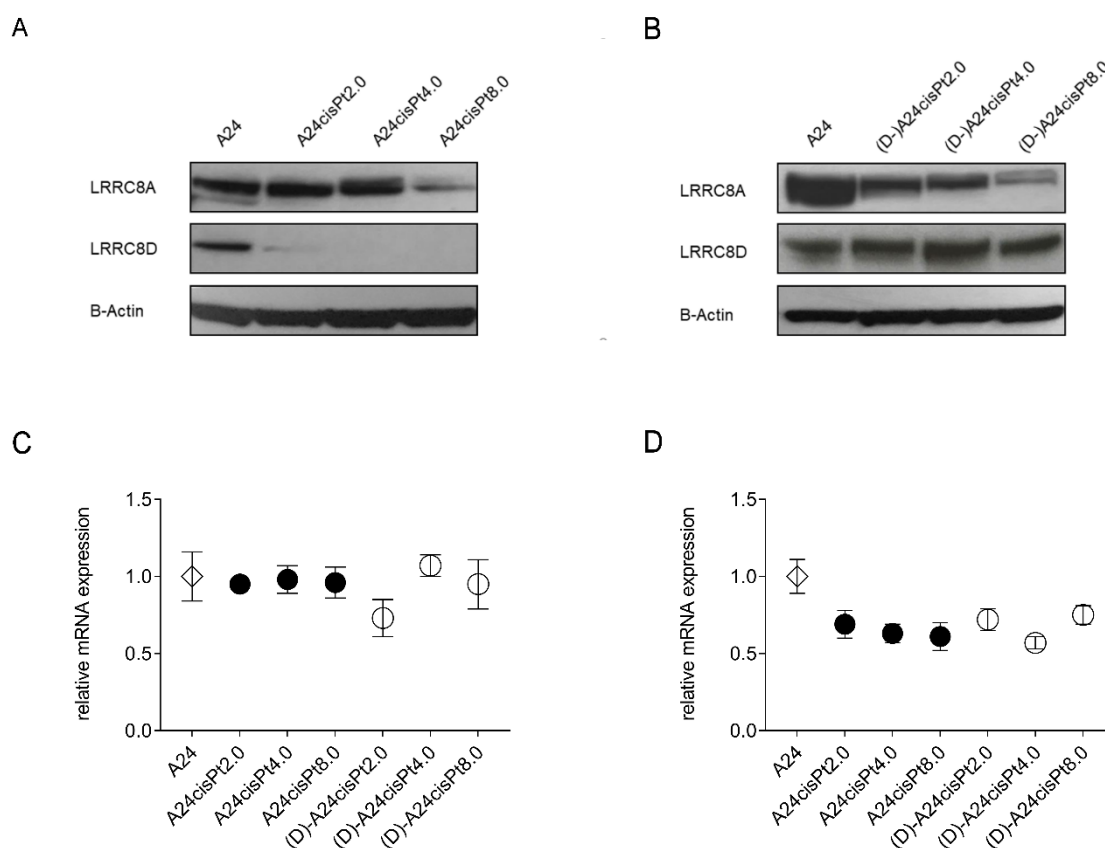 A
B
A24
A24cisPt2.0
A24cisPt4.0
A24cisPt8.0
LRRC8A
LRRC8D
B-Actin
A24
(D-)A24cisPt2.0
(D-)A24cisPt4.0
(D-)A24cisPt8.0
LRRC8A
LRRC8D
B-Actin
C
D
relative mRNA expression
1.5
1.0
0.5
0.0
A24
A24cisPt2.0
A24cisPt4.0
A24cisPt8.0
(D)-A24cisPt2.0
(D)-A24cisPt4.0
(D)-A24cisPt8.0
relative mRNA expression
1.5
1.0
0.5
0.0
A24
A24cisPt2.0
A24cisPt4.0
A24cisPt8.0
(D)-A24cisPt2.0
(D)-A24cisPt4.0
(D)-A24cisPt8.0